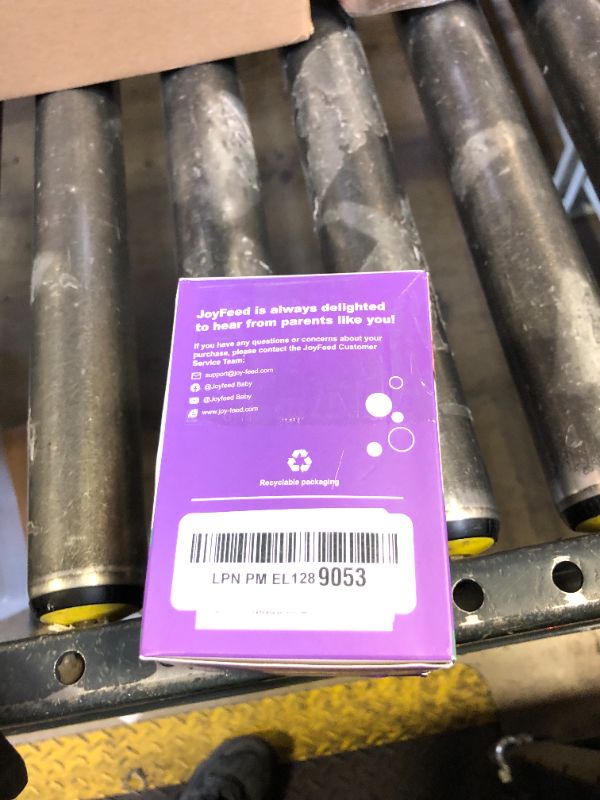 JoyFeed is always delighted
to hear from parents like you!
If you have any questions or concerns about your
purchase, please contact the JoyFeed Customer
Service Team:
support@joy-feed.com
@Joyfeed Baby
@Joyfeed Baby
www.joy-feed.com
Recyclable packaging
LPN PM EL128 9053